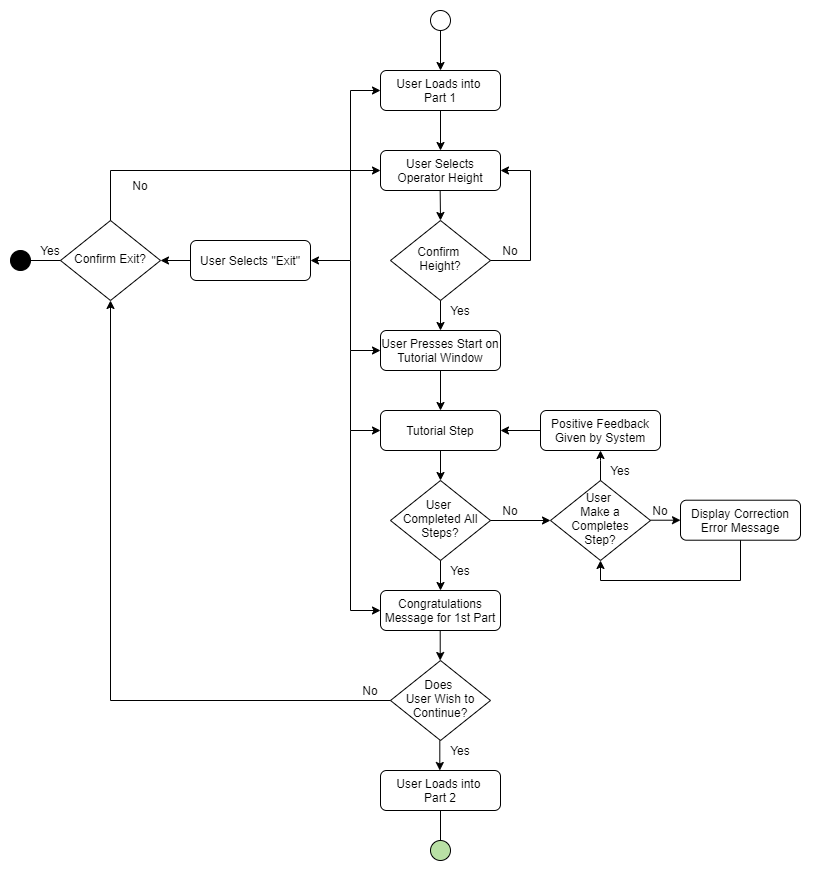 User Loads into
Part 1
User Selects
Operator Height
No
Yes
Confirm Exit?
User Selects "Exit"
Confirm
Height?
No
Yes
User Presses Start on
Tutorial Window
Tutorial Step
Positive Feedback
Given by System
Yes
User
Completed All
Steps?
No
User
Make a
Completes
Step?
No
Display Correction
Error Message
Yes
Congratulations
Message for 1st Part
Does
User Wish to
Continue?
No
Yes
User Loads into
Part 2